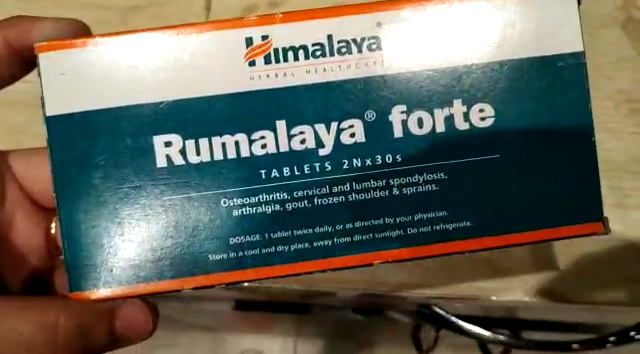 Himalaya®
HERBAL HEALTHCARE
Rumalaya® forte
TABLETS 2Nx30s
Osteoarthritis, cervical and lumbar spondylosis,
arthralgia, gout, frozen shoulder & sprains.
DOSAGE: 1 tablet twice daily, or as directed by your physician.
Store in a cool and dry place, away from direct sunlight. Do not refrigerate.